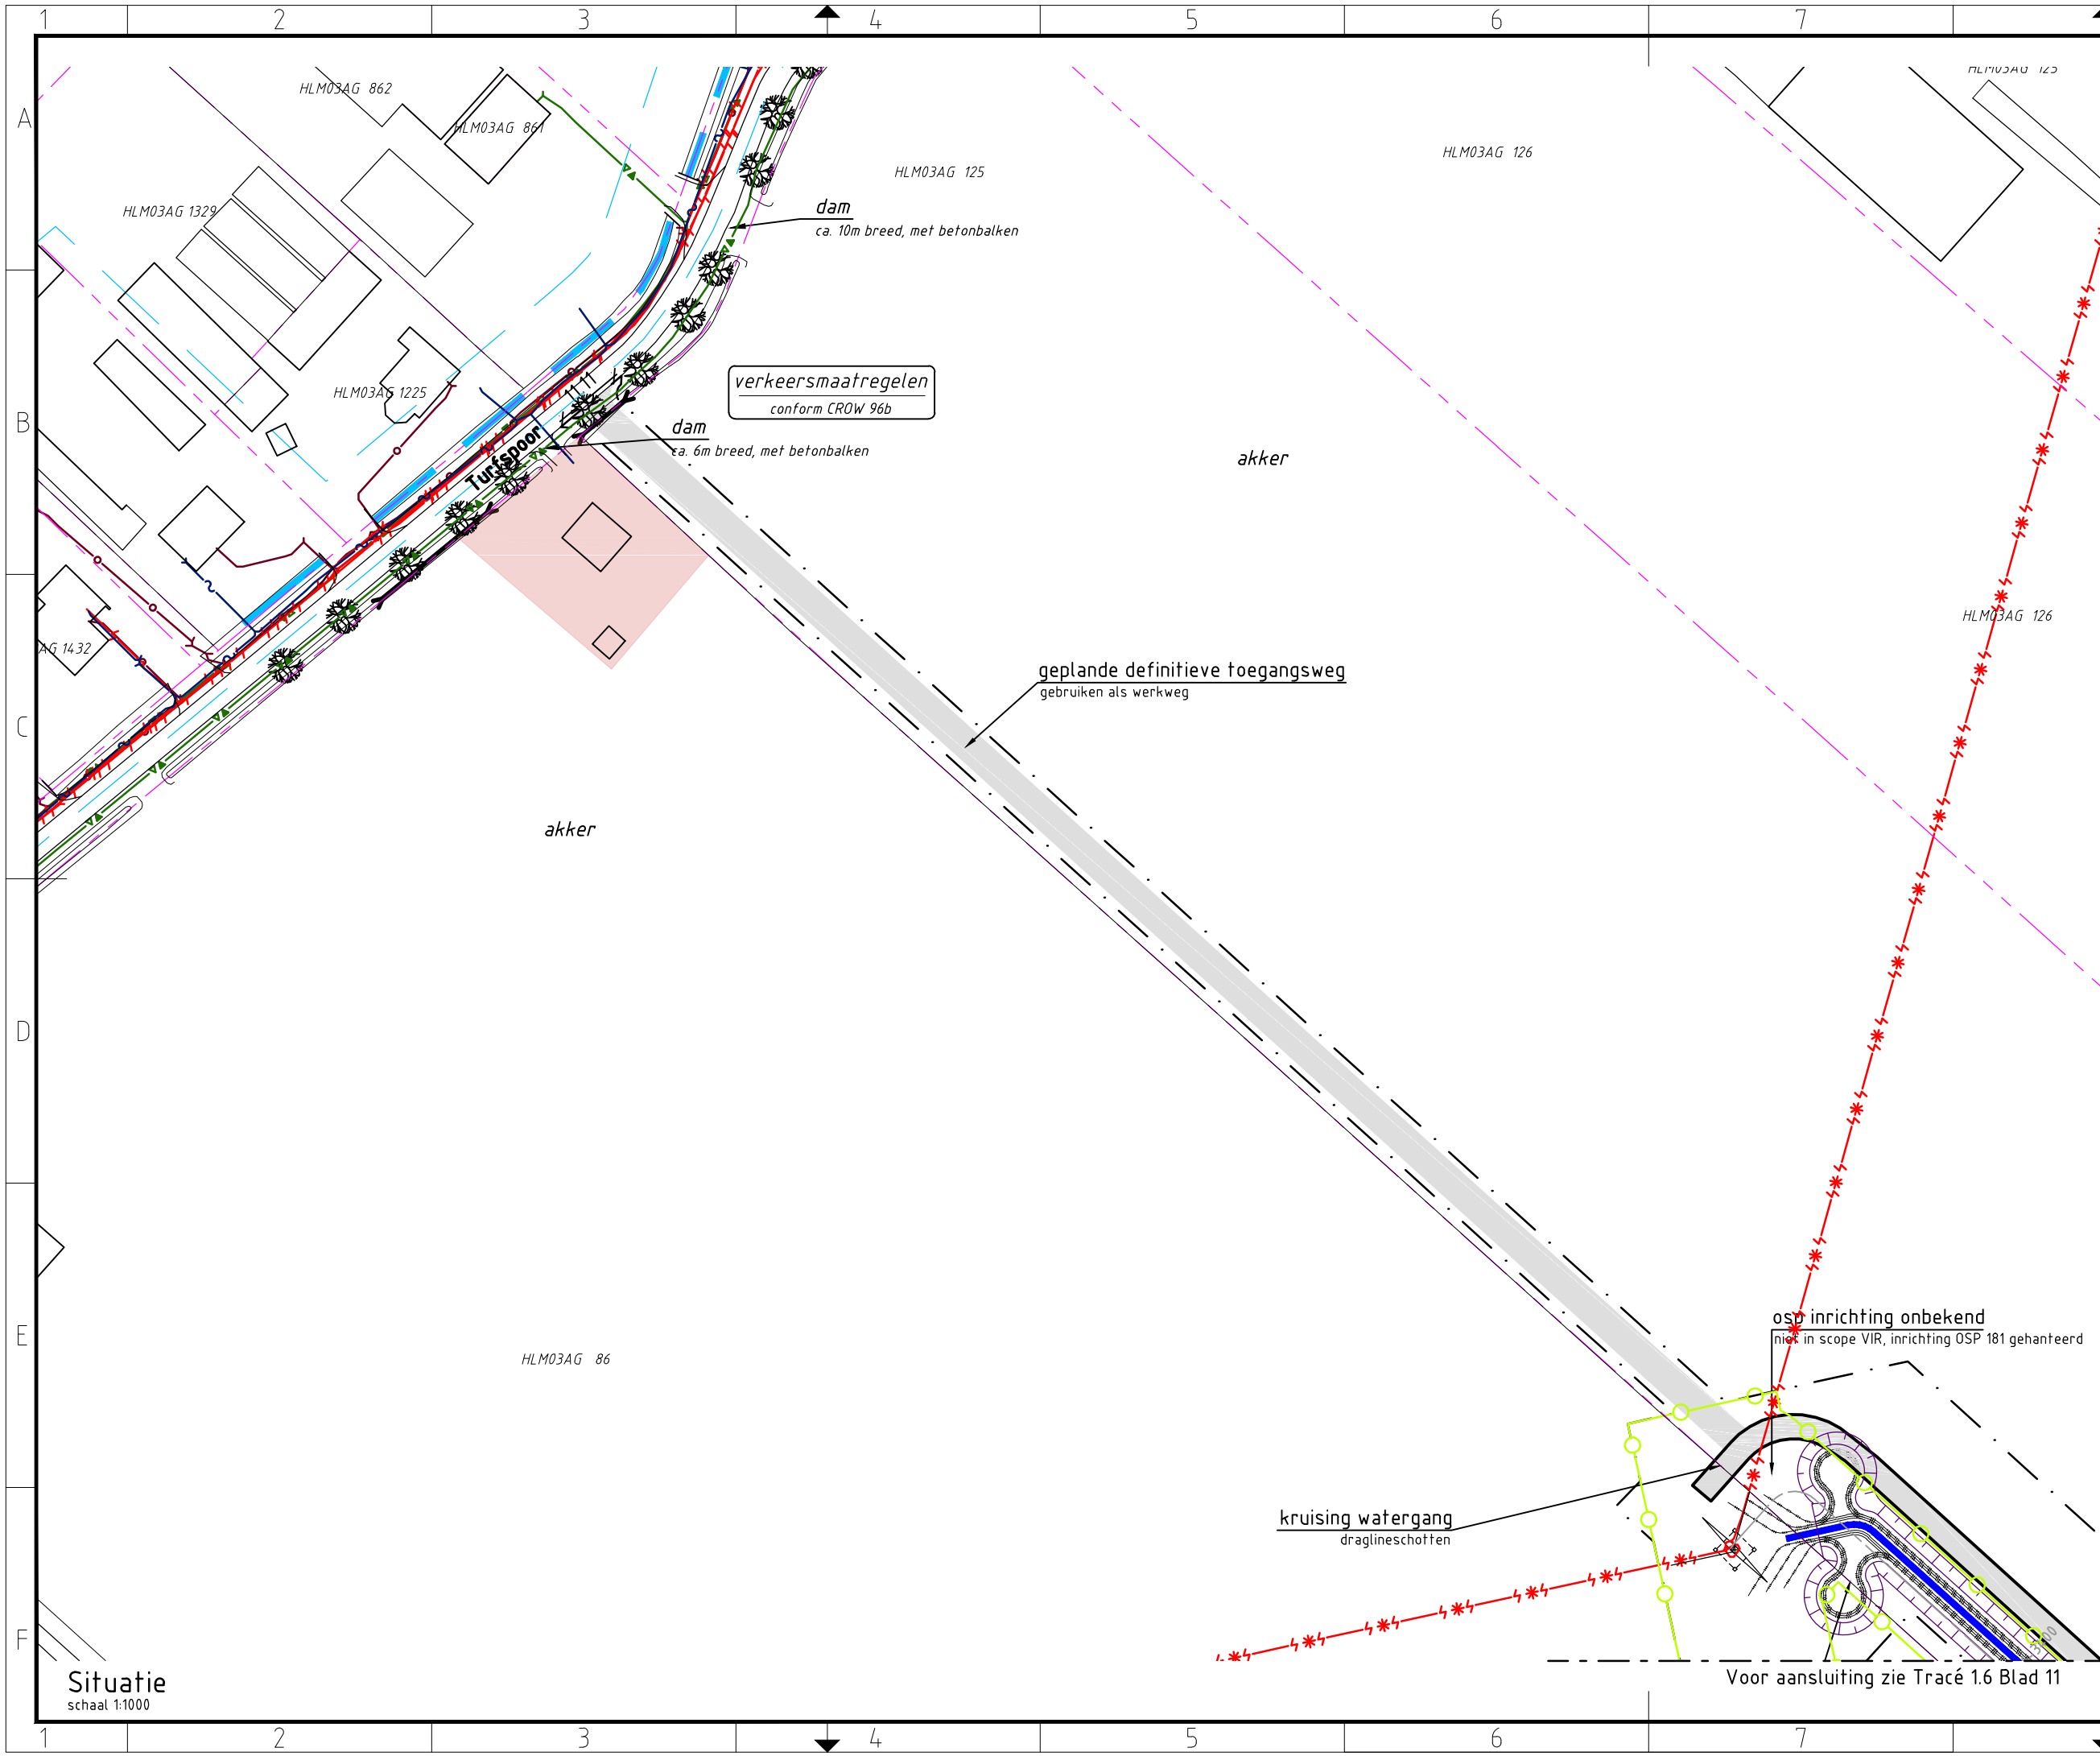 1 2 3 4 5 6 7
A
HLM03AG 862
HLM03AG 861
HLM03AG 125
HLM03AG 126
HLM03AG 125
HLM03AG 1329
dam
ca. 10m breed, met betonbalken
B
HLM03AG 1225
verkeersmaatregelen
conform CROW 96b
11.11
dam
ca. 6m breed, met betonbalken
Turfspoor
akker
HLM03AG 126
AG 1432
geplande definitieve toegangsweg
gebruiken als werkweg
C
akker
D
E
osp inrichting onbekend
niet in scope VIR, inrichting OSP 181 gehanteerd
HLM03AG 86
kruising watergang
draglineschotten
F
Situatie
schaal 1:1000
Voor aansluiting zie Tracé 1.6 Blad 11
1 2 3 4 5 6 7